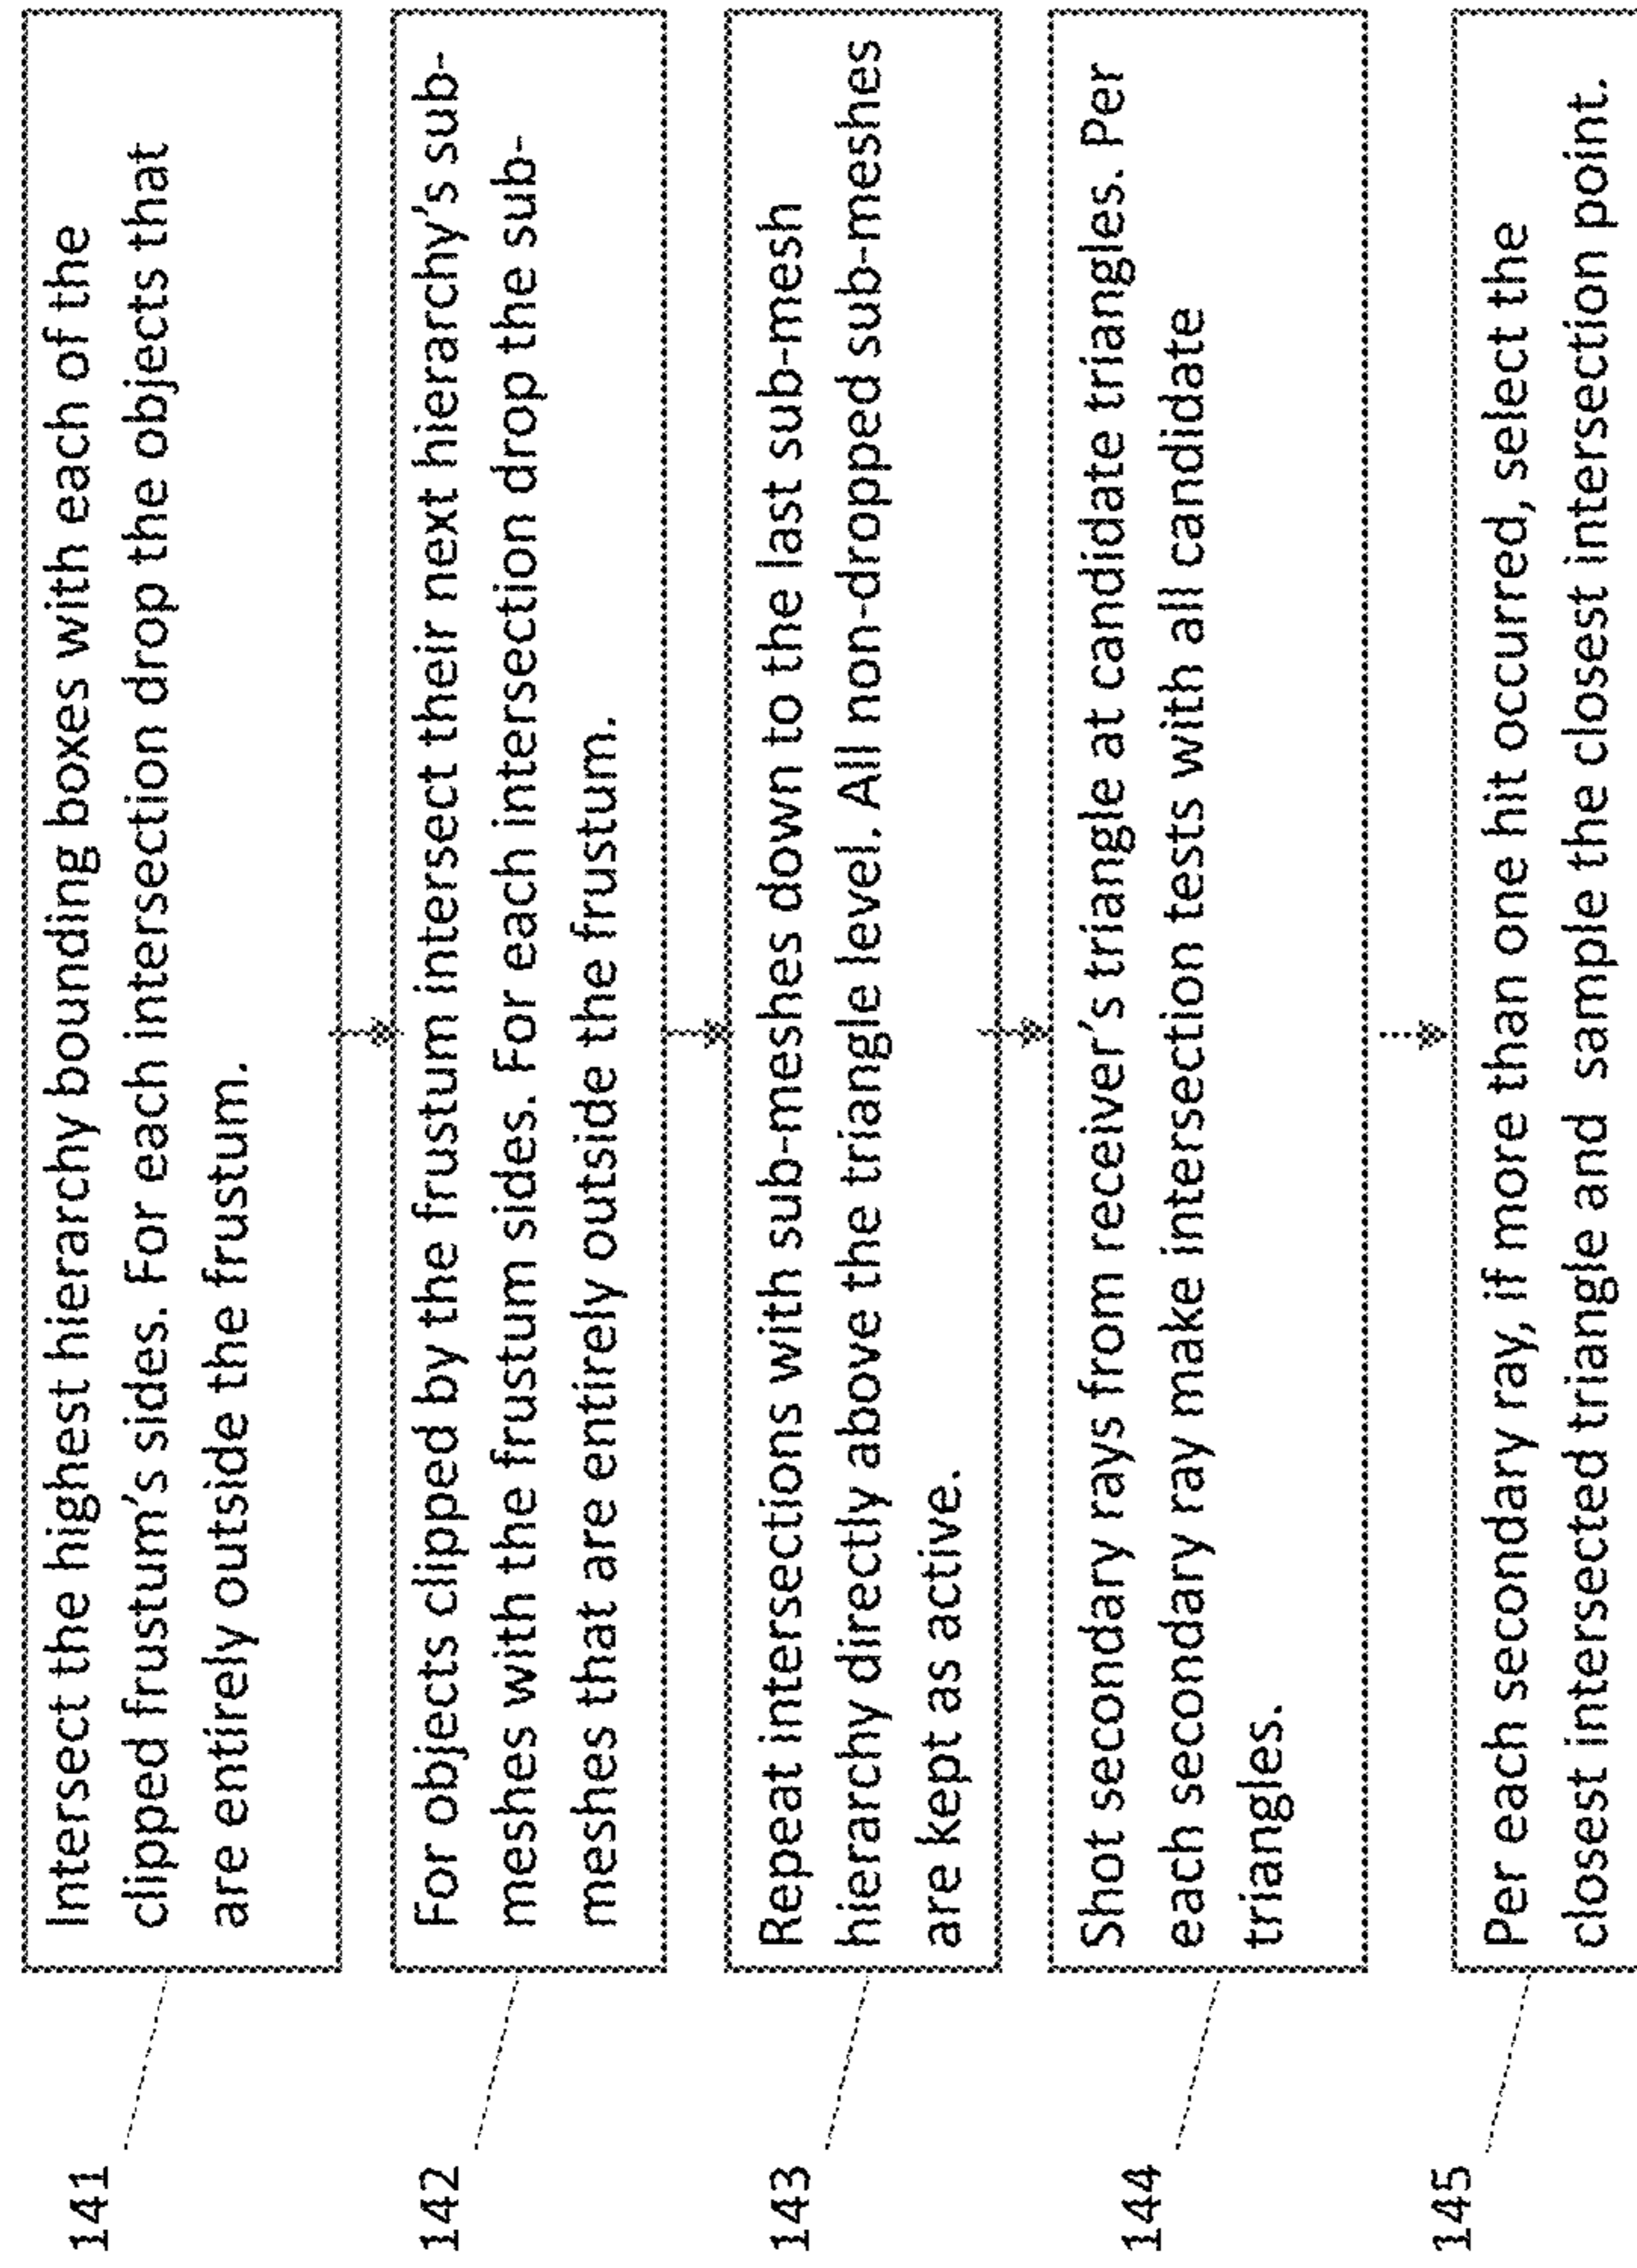 141
Intersect the highest hierarchy bounding boxes with each of the
clipped frustum's sides. For each intersection drop the objects that
are entirely outside the frustum.
142
For objects clipped by the frustum intersect their next hierarchy's sub-
meshes with the frustum sides. For each intersection drop the sub-
meshes that are entirely outside the frustum.
143
Repeat intersections with sub-meshes down to the last sub-mesh
hierarchy directly above the triangle level. All non-dropped sub-meshes
are kept as active.
144
Shot secondary rays from receiver's triangle at candidate triangles. Per
each secondary ray make intersection tests with all candidate
triangles.
145
Per each secondary ray, if more than one hit occurred, select the
closest intersected triangle and sample the closest intersection point.